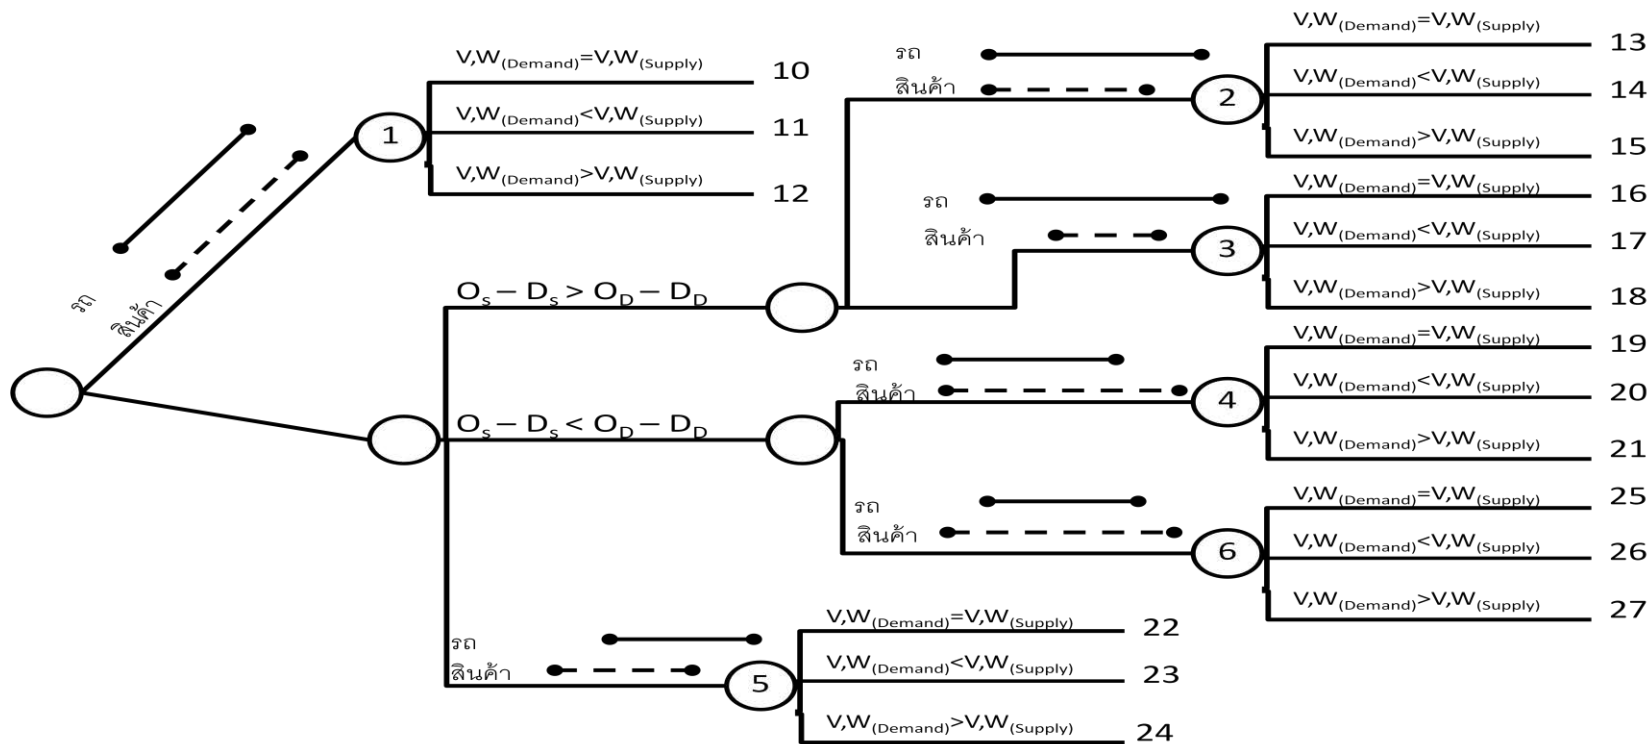 รถ
สินค้า
1
V,W(Demand)=V,W(Supply) 10
V,W(Demand)<V,W(Supply) 11
V,W(Demand)>V,W(Supply) 12
Os – Ds > OD – DD
รถ
สินค้า
2
V,W(Demand)=V,W(Supply) 13
V,W(Demand)<V,W(Supply) 14
V,W(Demand)>V,W(Supply) 15
รถ
สินค้า
3
V,W(Demand)=V,W(Supply) 16
V,W(Demand)<V,W(Supply) 17
V,W(Demand)>V,W(Supply) 18
Os – Ds < OD – DD
รถ
สินค้า
4
V,W(Demand)=V,W(Supply) 19
V,W(Demand)<V,W(Supply) 20
V,W(Demand)>V,W(Supply) 21
รถ
สินค้า
6
V,W(Demand)=V,W(Supply) 25
V,W(Demand)<V,W(Supply) 26
V,W(Demand)>V,W(Supply) 27
รถ
สินค้า
5
V,W(Demand)=V,W(Supply) 22
V,W(Demand)<V,W(Supply) 23
V,W(Demand)>V,W(Supply) 24